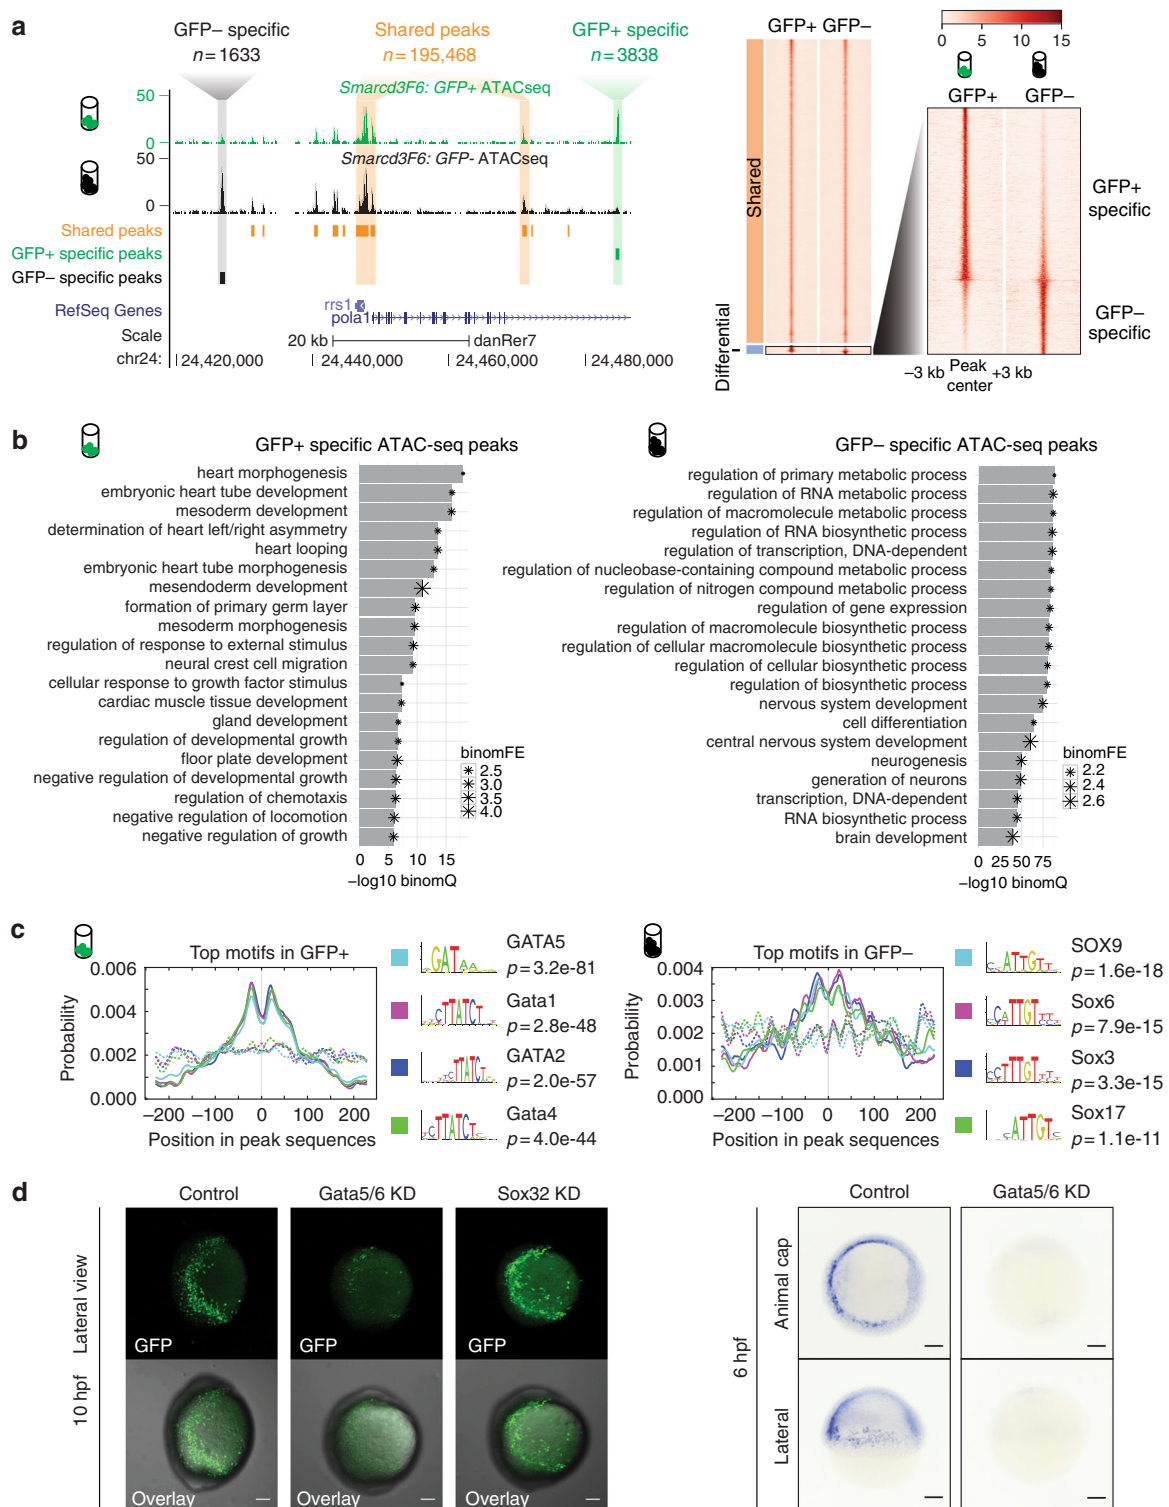 a
GFP– specific
n=1633
Shared peaks
n=195,468
GFP+ specific
n=3838
Smarcd3F6: GFP+ ATACseq
50
0
Smarcd3F6: GFP- ATACseq
50
0
Shared peaks
GFP+ specific peaks
GFP– specific peaks
RefSeq Genes
rrs1
pola1
Scale
20 kb
danRer7
chr24:
24,420,000
24,440,000
24,460,000
24,480,000
GFP+ GFP–
Shared
Differential
0 5 10 15
GFP+ GFP–
GFP+ specific
GFP– specific
–3 kb Peak center +3 kb
b
GFP+ specific ATAC-seq peaks
heart morphogenesis
embryonic heart tube development
mesoderm development
determination of heart left/right asymmetry
heart looping
embryonic heart tube morphogenesis
mesendoderm development
formation of primary germ layer
mesoderm morphogenesis
regulation of response to external stimulus
neural crest cell migration
cellular response to growth factor stimulus
cardiac muscle tissue development
gland development
regulation of developmental growth
floor plate development
negative regulation of developmental growth
regulation of chemotaxis
negative regulation of locomotion
negative regulation of growth
binomFE
2.5
3.0
3.5
4.0
0 5 10 15
–log10 binomQ
GFP– specific ATAC-seq peaks
regulation of primary metabolic process
regulation of RNA metabolic process
regulation of macromolecule metabolic process
regulation of RNA biosynthetic process
regulation of transcription, DNA-dependent
regulation of nucleobase-containing compound metabolic process
regulation of nitrogen compound metabolic process
regulation of gene expression
regulation of macromolecule biosynthetic process
regulation of cellular macromolecule biosynthetic process
regulation of cellular biosynthetic process
regulation of biosynthetic process
nervous system development
cell differentiation
central nervous system development
neurogenesis
generation of neurons
transcription, DNA-dependent
RNA biosynthetic process
brain development
binomFE
2.2
2.4
2.6
0 25 50 75
–log10 binomQ
c
Top motifs in GFP+
Probability
0.006
0.004
0.002
0.000
–200 –100 0 100 200
Position in peak sequences
GATA5
p=3.2e-81
Gata1
p=2.8e-48
GATA2
p=2.0e-57
Gata4
p=4.0e-44
Top motifs in GFP–
Probability
0.004
0.003
0.002
0.001
0.000
–200 –100 0 100 200
Position in peak sequences
SOX9
p=1.6e-18
Sox6
p=7.9e-15
Sox3
p=3.3e-15
Sox17
p=1.1e-11
d
Control
Gata5/6 KD
Sox32 KD
10 hpf
Lateral view
GFP
GFP
GFP
Overlay
Overlay
Overlay
Control
Gata5/6 KD
6 hpf
Animal cap
Lateral